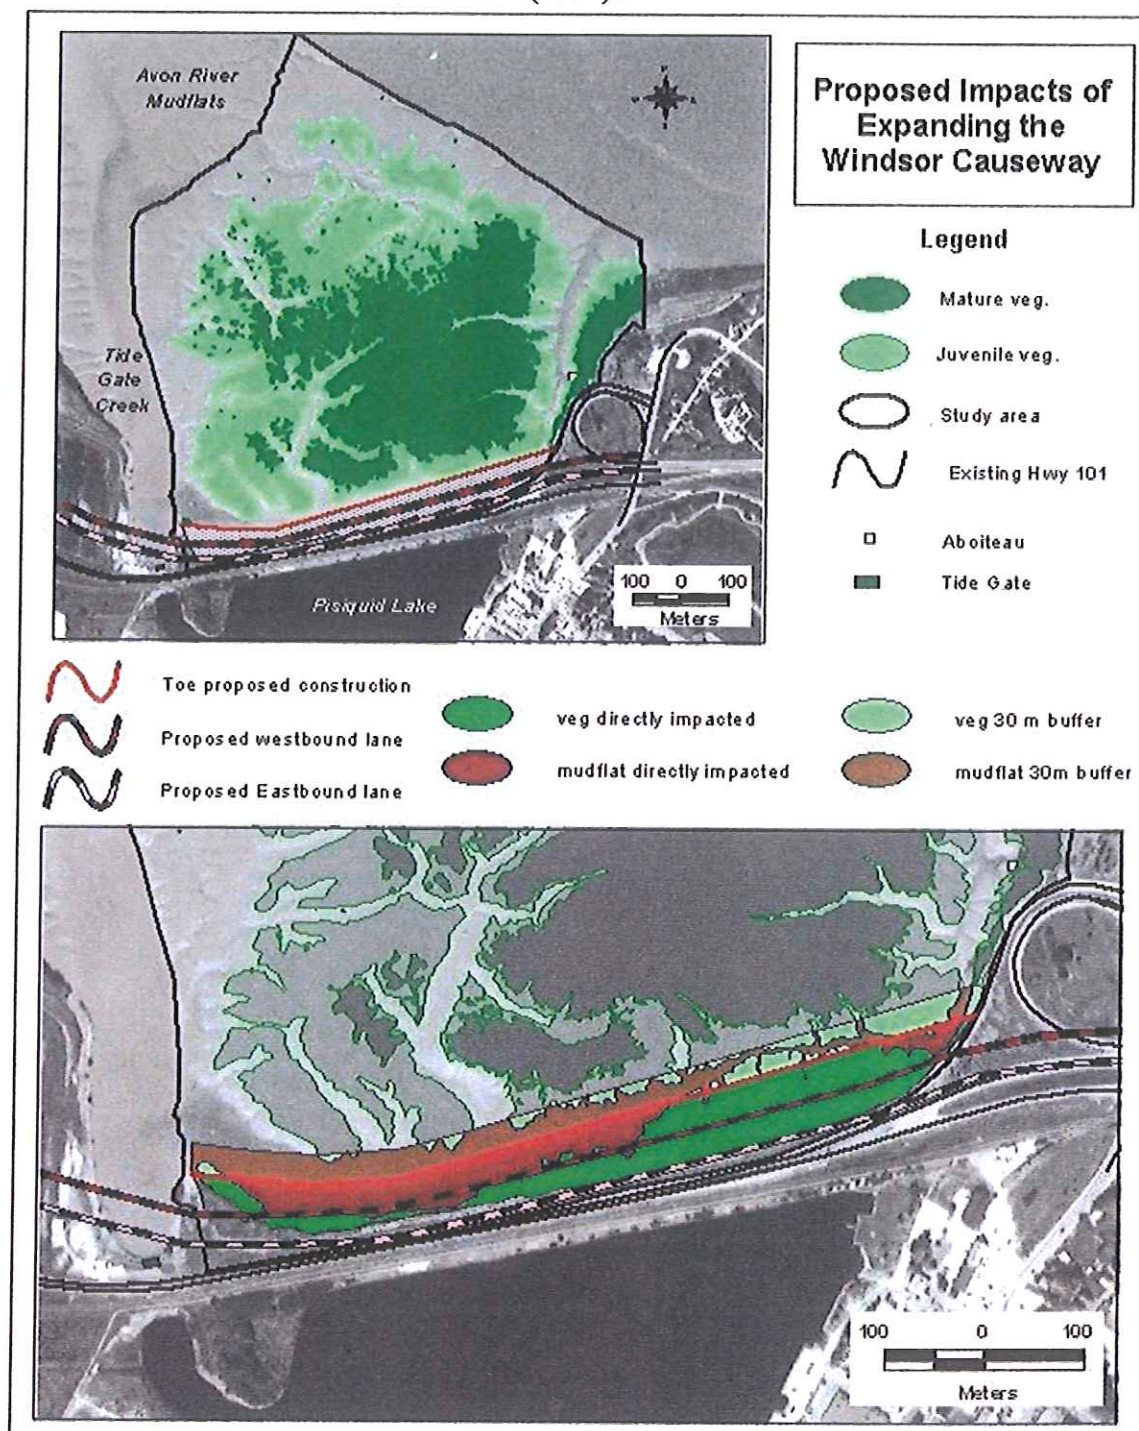 Avon River
Mudflats
Tide
Gate
Creek
Pisiquid Lake
100 0 100
Meters
Proposed Impacts of
Expanding the
Windsor Causeway
Legend
Mature veg.
Juvenile veg.
Study area
Existing Hwy 101
Aboiteau
Tide Gate
Toe proposed construction
Proposed westbound lane
Proposed Eastbound lane
veg directly impacted
mudflat directly impacted
veg 30 m buffer
mudflat 30m buffer
100 0 100
Meters